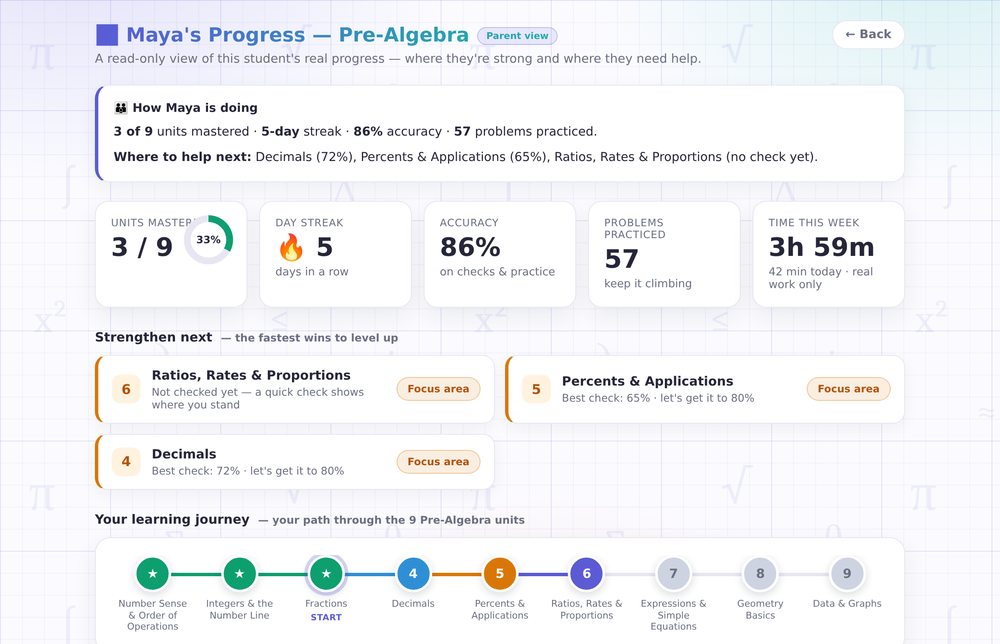 Maya's Progress — Pre-Algebra Parent view
← Back
A read-only view of this student's real progress — where they're strong and where they need help.
How Maya is doing
3 of 9 units mastered · 5-day streak · 86% accuracy · 57 problems practiced.
Where to help next: Decimals (72%), Percents & Applications (65%), Ratios, Rates & Proportions (no check yet).
UNITS MASTER
3 / 9
33%
DAY STREAK
🔥 5
days in a row
ACCURACY
86%
on checks & practice
PROBLEMS
PRACTICED
57
keep it climbing
TIME THIS WEEK
3h 59m
42 min today · real
work only
Strengthen next — the fastest wins to level up
6
Ratios, Rates & Proportions
Not checked yet — a quick check shows
where you stand
Focus area
5
Percents & Applications
Best check: 65% · let's get it to 80%
Focus area
4
Decimals
Best check: 72% · let's get it to 80%
Focus area
Your learning journey — your path through the 9 Pre-Algebra units
★ ★ ★ 4 5 6 7 8 9
Number Sense
& Order of
Operations
Integers & the
Number Line
Fractions
START
Decimals
Percents &
Applications
Ratios, Rates &
Proportions
Expressions &
Simple
Equations
Geometry
Basics
Data & Graphs